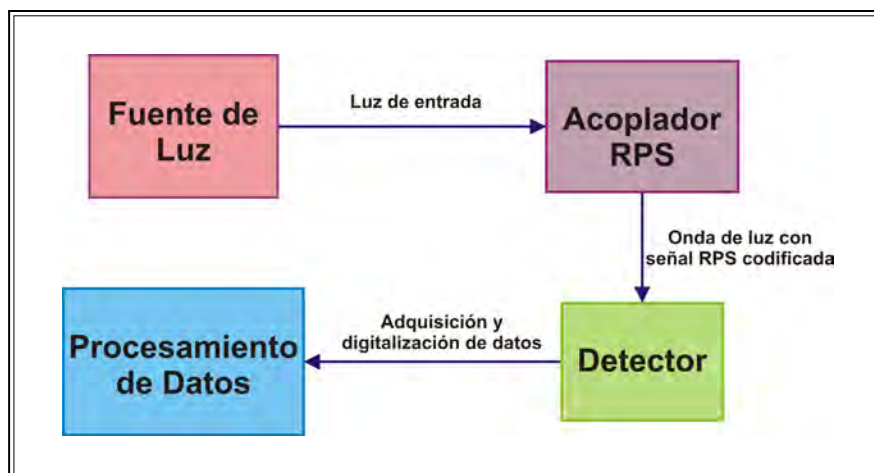 Fuente de
Luz
Luz de entrada
Acoplador
RPS
Onda de luz con
señal RPS codificada
Detector
Adquisición y
digitalización de datos
Procesamiento
de Datos